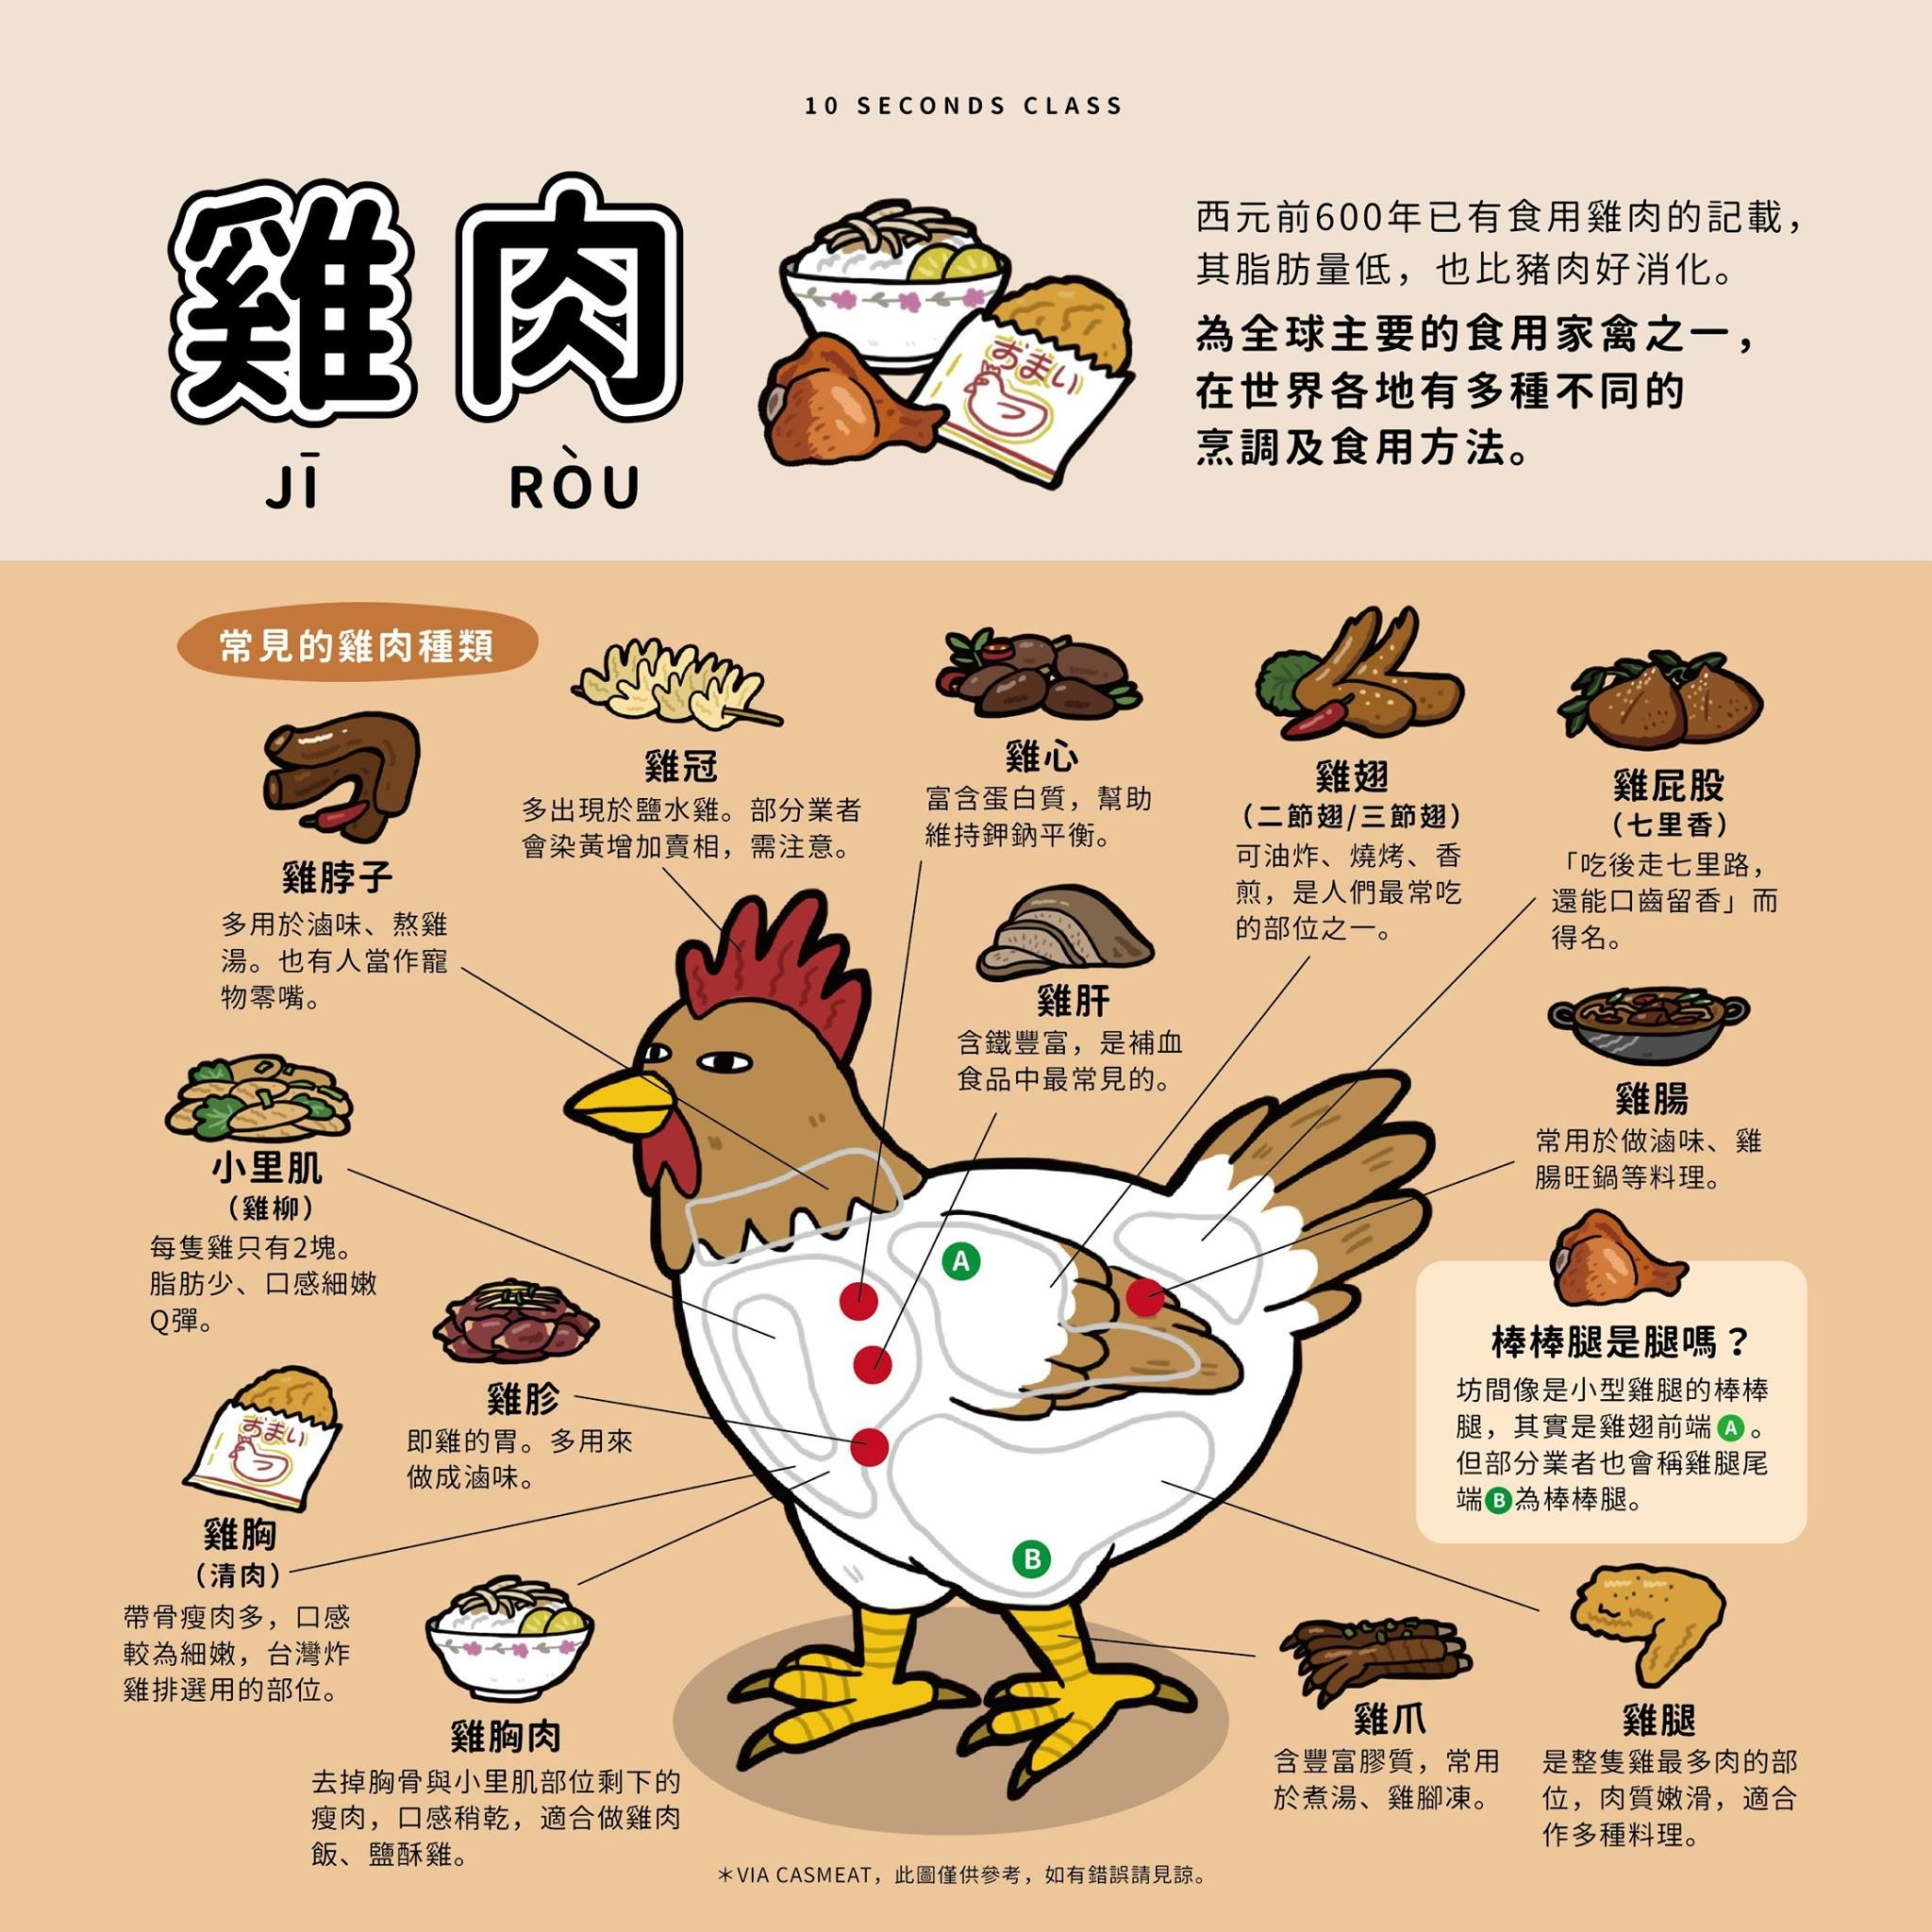 10 SECONDS CLASS
雞肉
JĪ RÒU
おまい
西元前600年已有食用雞肉的記載，
其脂肪量低，也比豬肉好消化。
為全球主要的食用家禽之一，
在世界各地有多種不同的
烹調及食用方法。
常見的雞肉種類
雞脖子
多用於滷味、熬雞
湯。也有人當作寵
物零嘴。
雞冠
多出現於鹽水雞。部分業者
會染黃增加賣相，需注意。
雞心
富含蛋白質，幫助
維持鉀鈉平衡。
雞翅
（二節翅/三節翅）
可油炸、燒烤、香
煎，是人們最常吃
的部位之一。
雞屁股
（七里香）
「吃後走七里路，
還能口齒留香」而
得名。
雞肝
含鐵豐富，是補血
食品中最常見的。
雞腸
常用於做滷味、雞
腸旺鍋等料理。
小里肌
（雞柳）
每隻雞只有2塊。
脂肪少、口感細嫩
Q彈。
雞胗
即雞的胃。多用來
做成滷味。
A
B
棒棒腿是腿嗎？
坊間像是小型雞腿的棒棒
腿，其實是雞翅前端A。
但部分業者也會稱雞腿尾
端B為棒棒腿。
おまい
雞胸
（清肉）
帶骨瘦肉多，口感
較為細嫩，台灣炸
雞排選用的部位。
雞胸肉
去掉胸骨與小里肌部位剩下的
瘦肉，口感稍乾，適合做雞肉
飯、鹽酥雞。
雞爪
含豐富膠質，常用
於煮湯、雞腳凍。
雞腿
是整隻雞最多肉的部
位，肉質嫩滑，適合
作多種料理。
＊VIA CASMEAT，此圖僅供參考，如有錯誤請見諒。